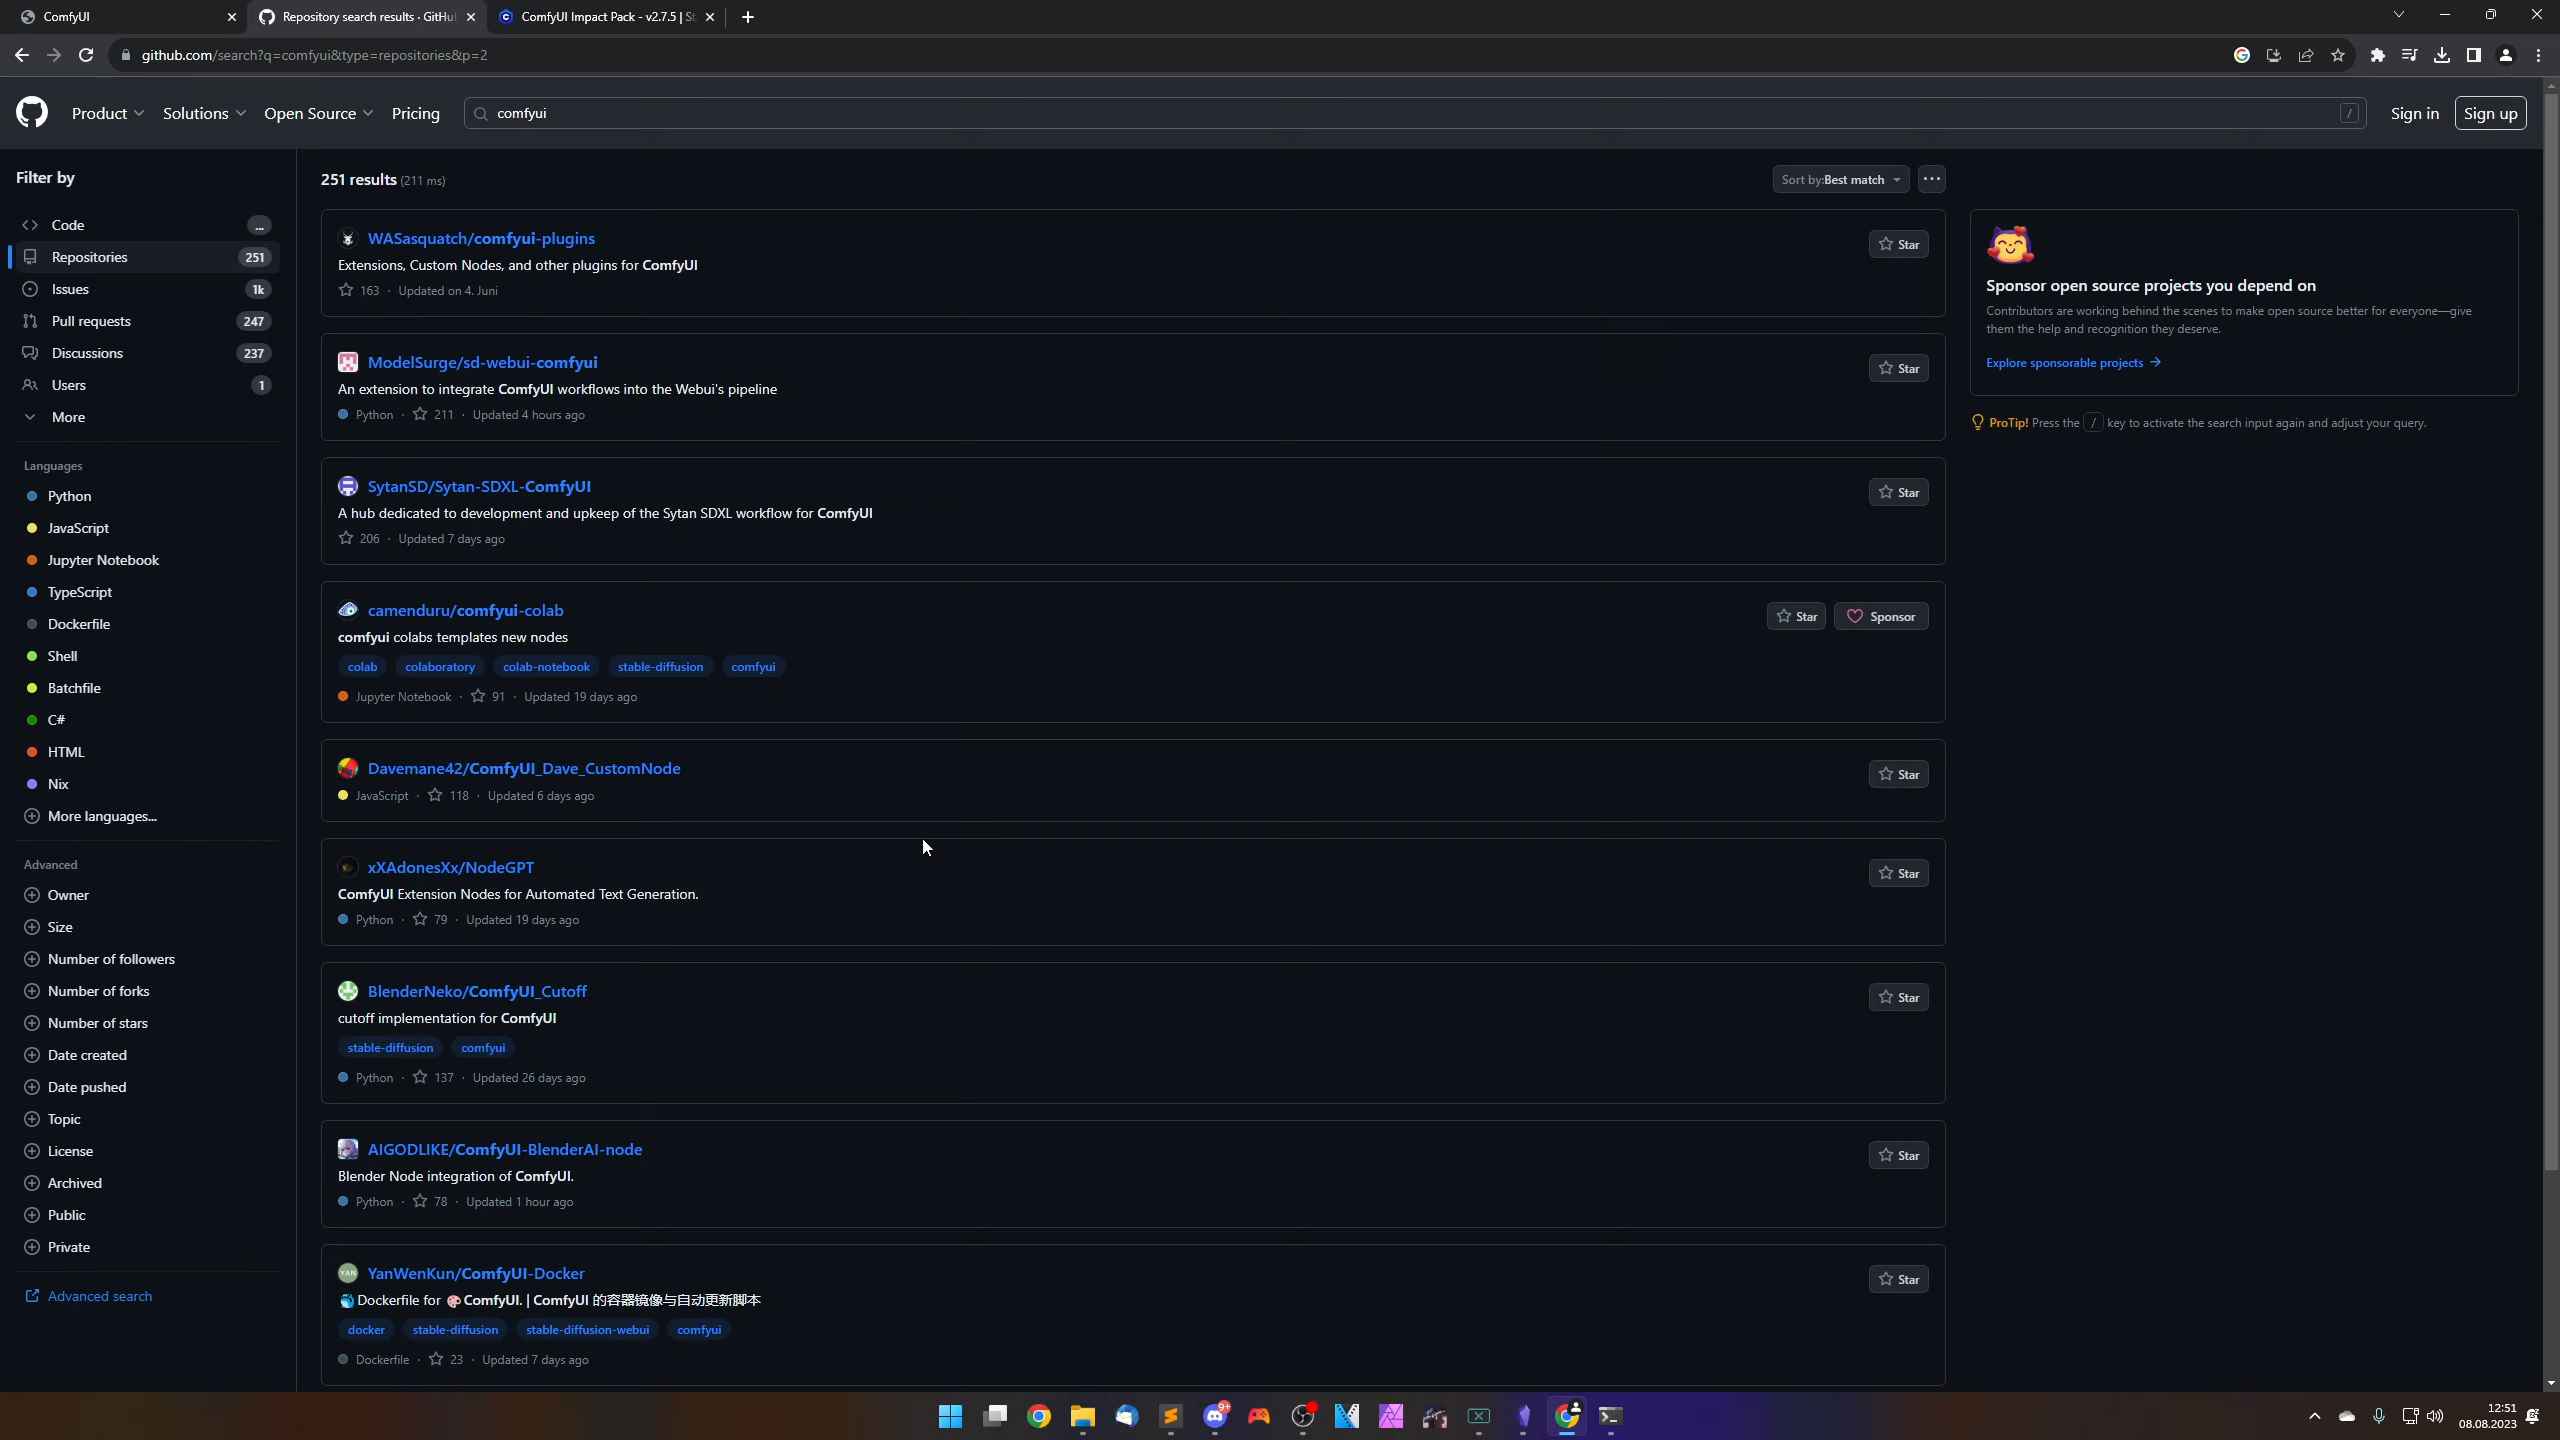 ComfyUI
Repository search results · GitHu
ComfyUI Impact Pack - v2.7.5 | St
github.com/search?q=comfyui&type=repositories&p=2
Product
Solutions
Open Source
Pricing
comfyui
/
Sign in
Sign up
Filter by
Code ...
Repositories 251
Issues 1k
Pull requests 247
Discussions 237
Users 1
More
Languages
Python
JavaScript
Jupyter Notebook
TypeScript
Dockerfile
Shell
Batchfile
C#
HTML
Nix
More languages...
Advanced
Owner
Size
Number of followers
Number of forks
Number of stars
Date created
Date pushed
Topic
License
Archived
Public
Private
Advanced search
251 results (211 ms)
Sort by:Best match
WASasquatch/comfyui-plugins
Star
Extensions, Custom Nodes, and other plugins for ComfyUI
163 · Updated on 4. Juni
ModelSurge/sd-webui-comfyui
Star
An extension to integrate ComfyUI workflows into the Webui's pipeline
Python · 211 · Updated 4 hours ago
SytanSD/Sytan-SDXL-ComfyUI
Star
A hub dedicated to development and upkeep of the Sytan SDXL workflow for ComfyUI
206 · Updated 7 days ago
camenduru/comfyui-colab
Star
Sponsor
comfyui colabs templates new nodes
colab colaboratory colab-notebook stable-diffusion comfyui
Jupyter Notebook · 91 · Updated 19 days ago
Davemane42/ComfyUI_Dave_CustomNode
Star
JavaScript · 118 · Updated 6 days ago
xXAdonesXx/NodeGPT
Star
ComfyUI Extension Nodes for Automated Text Generation.
Python · 79 · Updated 19 days ago
BlenderNeko/ComfyUI_Cutoff
Star
cutoff implementation for ComfyUI
stable-diffusion comfyui
Python · 137 · Updated 26 days ago
AIGODLIKE/ComfyUI-BlenderAI-node
Star
Blender Node integration of ComfyUI.
Python · 78 · Updated 1 hour ago
YAN
YanWenKun/ComfyUI-Docker
Star
🐳Dockerfile for 🎨ComfyUI. | ComfyUI 的容器镜像与自动更新脚本
docker stable-diffusion stable-diffusion-webui comfyui
Dockerfile · 23 · Updated 7 days ago
Sponsor open source projects you depend on
Contributors are working behind the scenes to make open source better for everyone—give
them the help and recognition they deserve.
Explore sponsorable projects →
ProTip! Press the / key to activate the search input again and adjust your query.
9+
12:51
08.08.2023